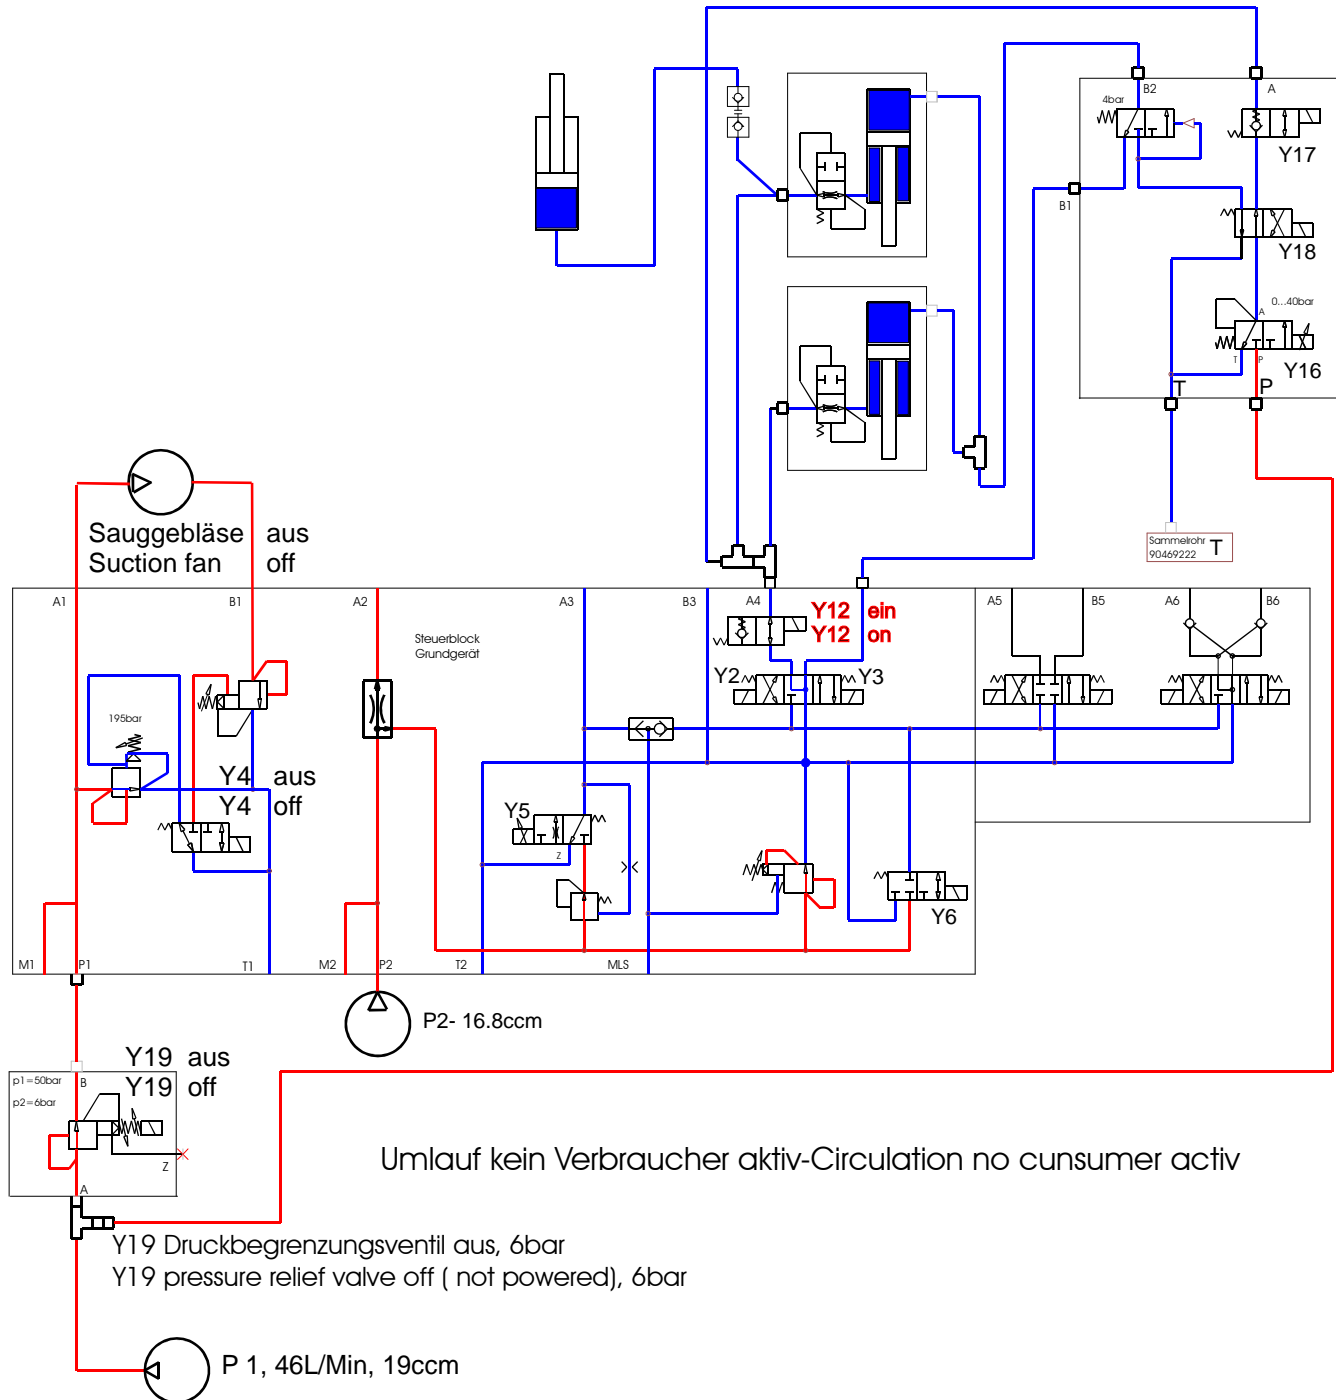 B2
A
4bar
Y17
B1
Y18
0...40bar
A
T
P
Y16
T
P
Sauggebläse aus
Suction fan off
Sammelrohr T
90469222
A1
B1
A2
A3
B3
A4
Y12 ein
Y12 on
A5
B5
A6
B6
Steuerblock
Grundgerät
Y2
Y3
195bar
Y4 aus
Y4 off
Y5
Z
Y6
M1
P1
T1
M2
P2
T2
MLS
P2- 16.8ccm
Y19 aus
Y19 off
p1=50bar
B
p2=6bar
Z
A
Umlauf kein Verbraucher aktiv-Circulation no cunsumer activ
Y19 Druckbegrenzungsventil aus, 6bar
Y19 pressure relief valve off ( not powered), 6bar
P 1, 46L/Min, 19ccm